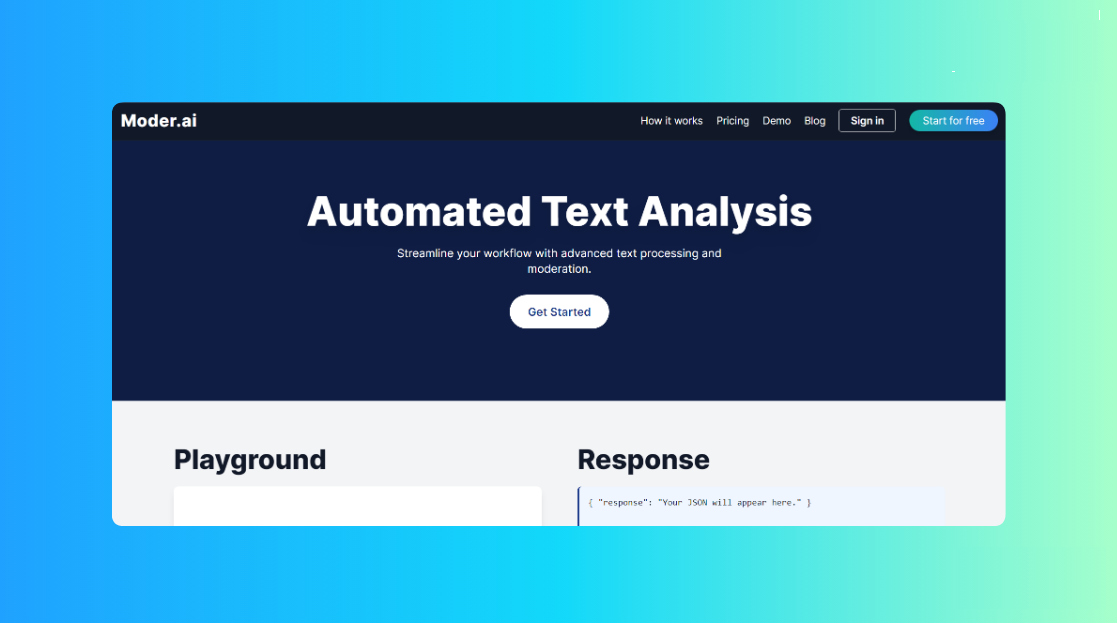 Moder.ai
How it works Pricing Demo Blog Sign in Start for free
Automated Text Analysis
Streamline your workflow with advanced text processing and
moderation.
Get Started
Playground
Response
{ "response": "Your JSON will appear here." }